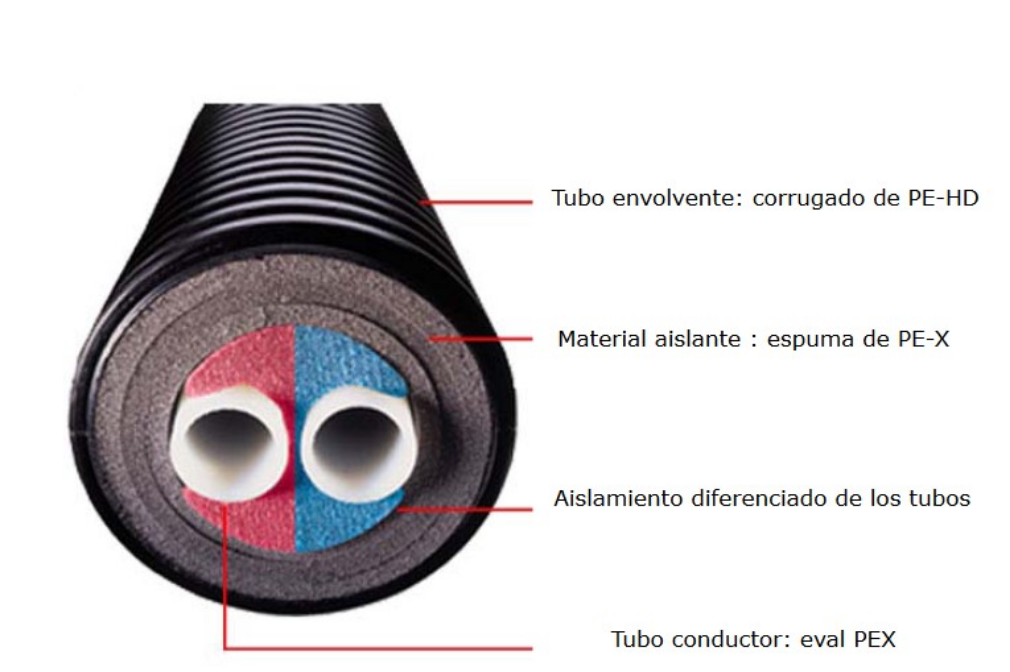 Tubo envolvente: corrugado de PE-HD
Material aislante : espuma de PE-X
Aislamiento diferenciado de los tubos
Tubo conductor: eval PEX